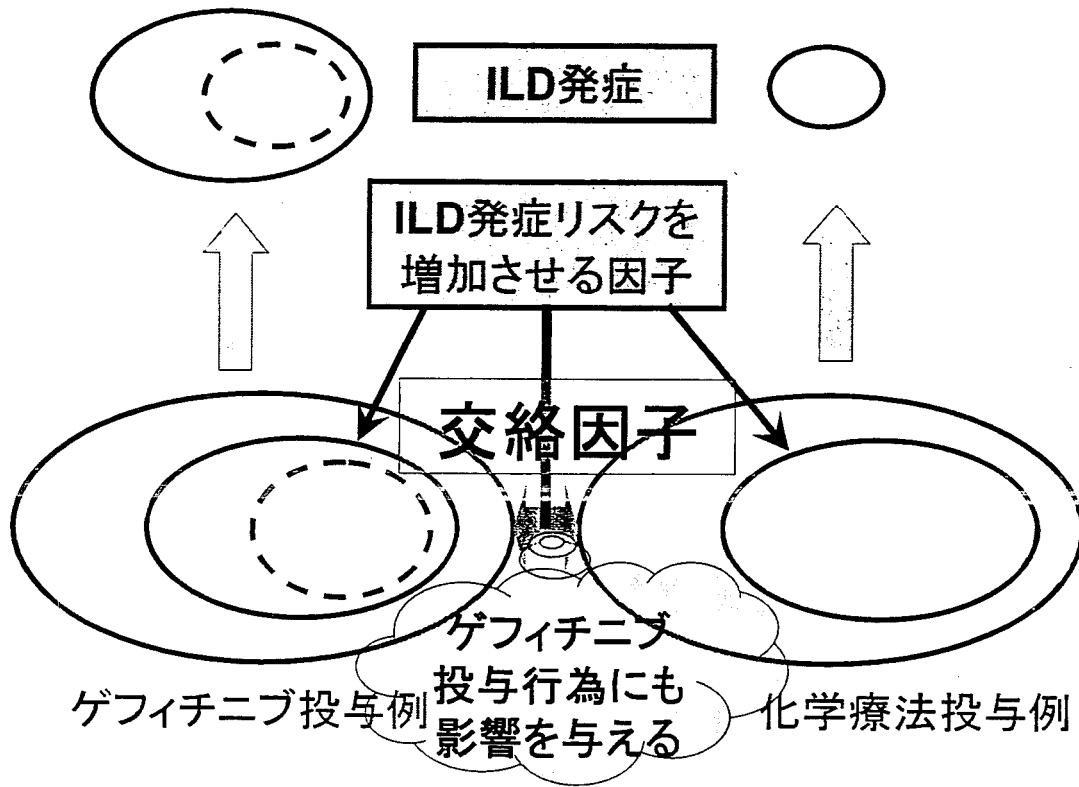 ILD発症
ILD発症リスクを
増加させる因子
交絡因子
ゲフィチニブ
投与行為にも
影響を与える
ゲフィチニブ投与例
化学療法投与例